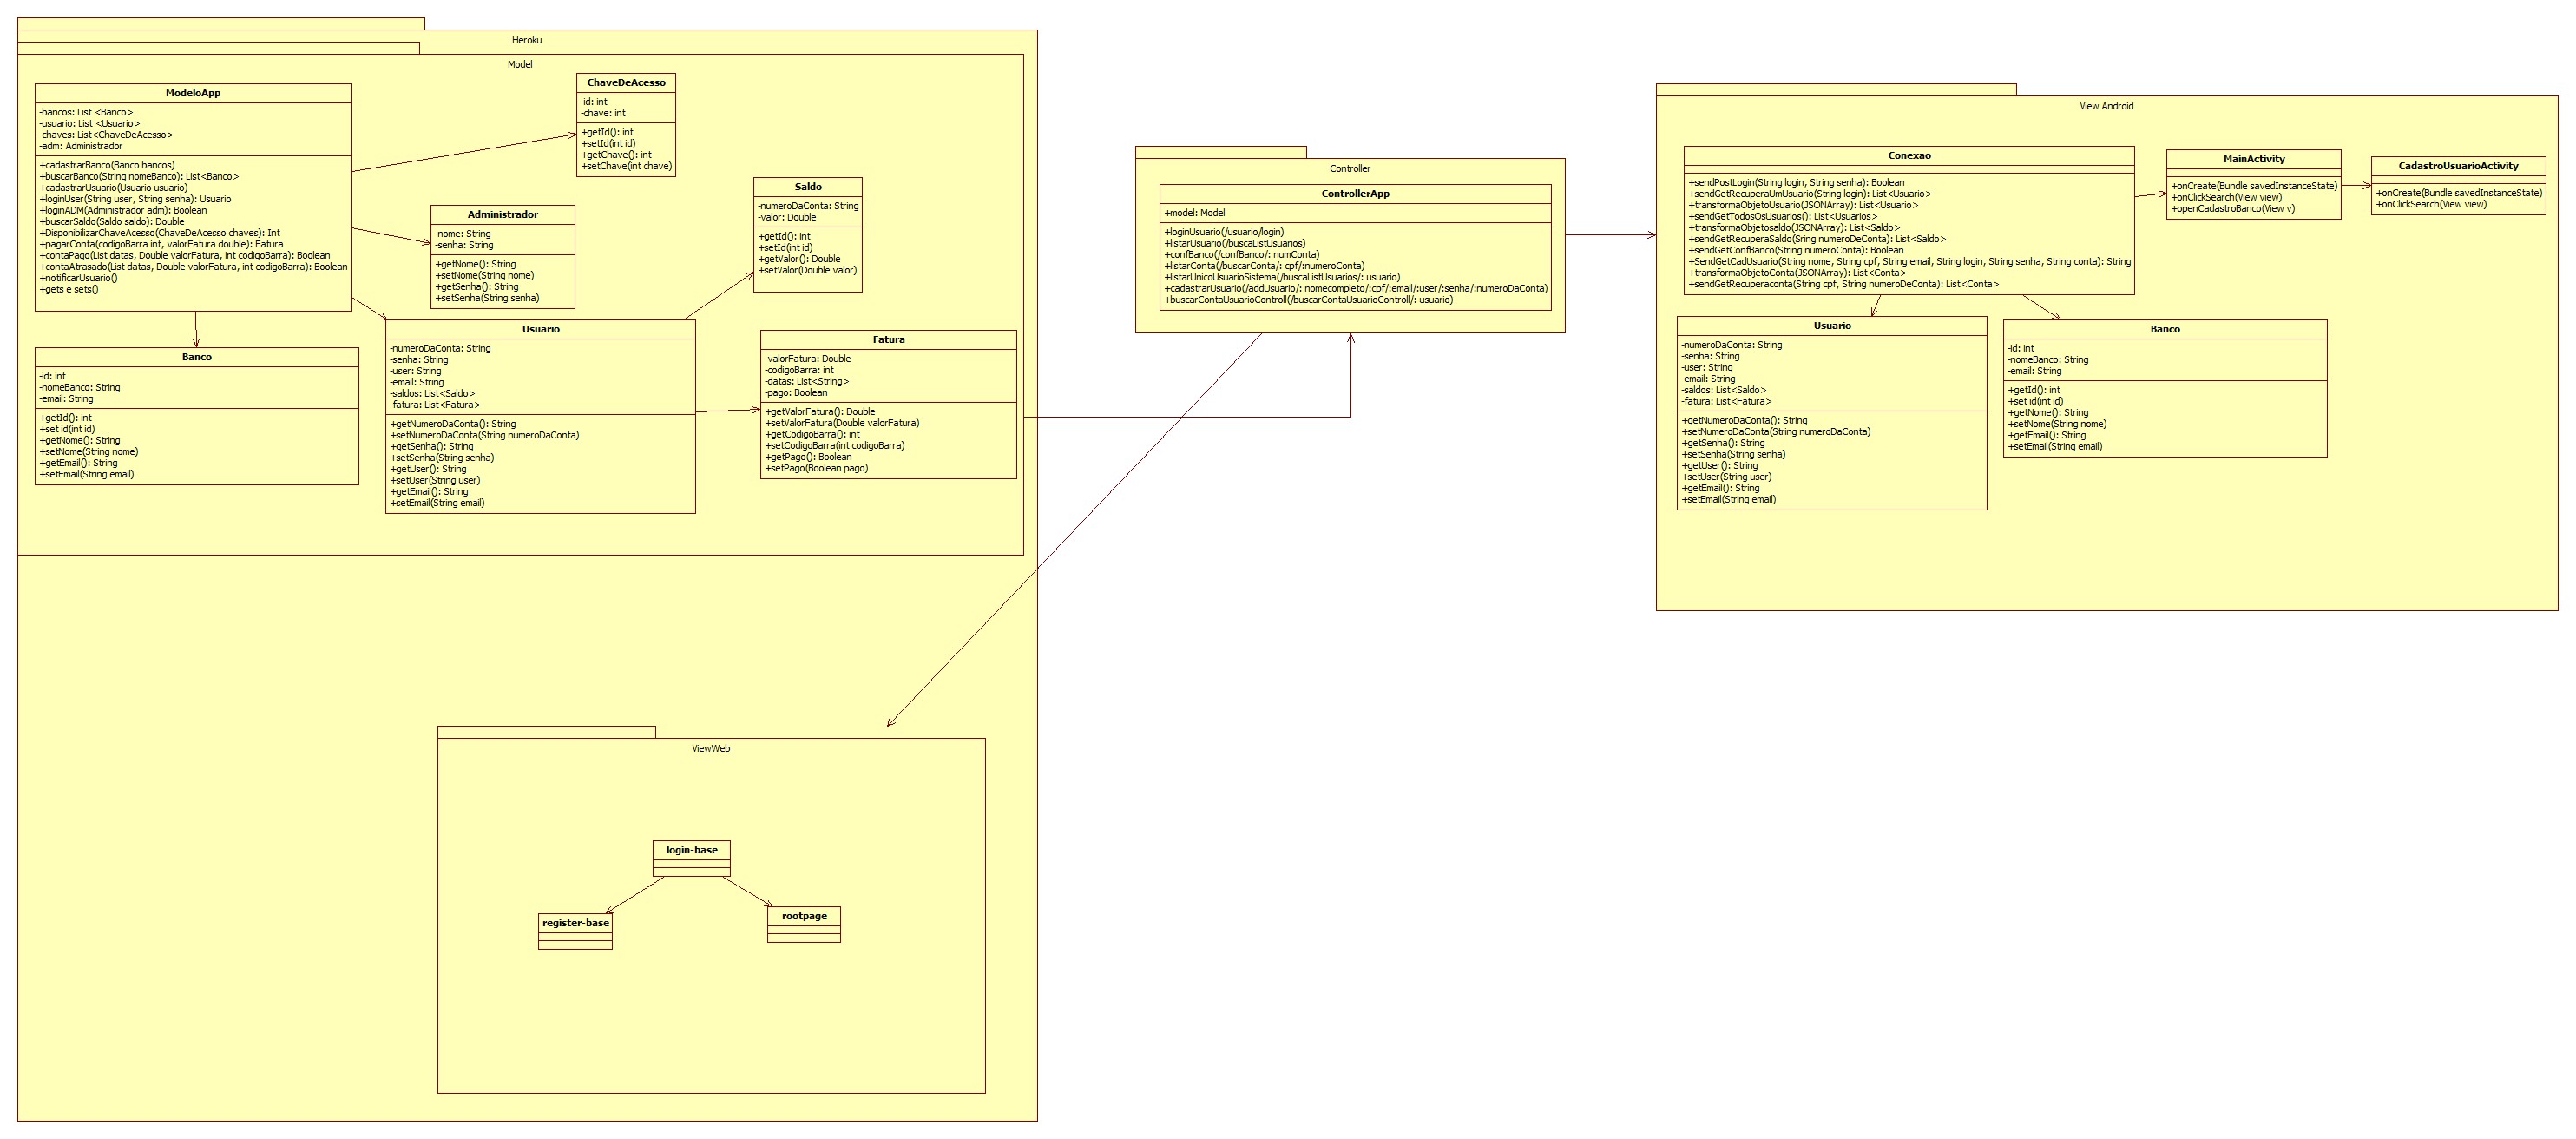 Heroku
Model
ModeloApp
-bancos: List <Banco>
-usuario: List <Usuario>
-chaves: List<ChaveDeAcesso>
-adm: Administrador
+cadastrarBanco(Banco bancos)
+buscarBanco(String nomeBanco): List<Banco>
+cadastrarUsuario(Usuario usuario)
+loginUser(String user, String senha): Usuario
+loginADM(Administrador adm): Boolean
+buscarSaldo(Saldo saldo): Double
+DisponibilizarChaveAcesso(ChaveDeAcesso chaves): Int
+pagarConta(codigoBarra int, valorFatura double): Fatura
+contaPago(List datas, Double valorFatura, int codigoBarra): Boolean
+contaAtrasado(List datas, Double valorFatura, int codigoBarra): Boolean
+notificarUsuario()
+gets e sets()
ChaveDeAcesso
-id: int
-chave: int
+getId(): int
+setId(int id)
+getChave(): int
+setChave(int chave)
Administrador
-nome: String
-senha: String
+getNome(): String
+setNome(String nome)
+getSenha(): String
+setSenha(String senha)
Saldo
-numeroDaConta: String
-valor: Double
+getId(): int
+setId(int id)
+getValor(): Double
+setValor(Double valor)
Banco
-id: int
-nomeBanco: String
-email: String
+getId(): int
+set id(int id)
+getNome(): String
+setNome(String nome)
+getEmail(): String
+setEmail(String email)
Usuario
-numeroDaConta: String
-senha: String
-user: String
-email: String
-saldos: List<Saldo>
-fatura: List<Fatura>
+getNumeroDaConta(): String
+setNumeroDaConta(String numeroDaConta)
+getSenha(): String
+setSenha(String senha)
+getUser(): String
+setUser(String user)
+getEmail(): String
+setEmail(String email)
Fatura
-valorFatura: Double
-codigoBarra: int
-datas: List<String>
-pago: Boolean
+getValorFatura(): Double
+setValorFatura(Double valorFatura)
+getCodigoBarra(): int
+setCodigoBarra(int codigoBarra)
+getPago(): Boolean
+setPago(Boolean pago)
ViewWeb
login-base
register-base
rootpage
Controller
ControllerApp
+model: Model
+loginUsuario(/usuario/login)
+listarUsuario(/buscaListUsuarios)
+confBanco(/confBanco/: numConta)
+listarConta(/buscarConta/: cpf/:numeroConta)
+listarUnicoUsuarioSistema(/buscaListUsuarios/: usuario)
+cadastrarUsuario(/addUsuario/: nomecompleto/:cpf/:email/:user/:senha/:numeroDaConta)
+buscarContaUsuarioControll(/buscarContaUsuarioControll/: usuario)
View Android
Conexao
+sendPostLogin(String login, String senha): Boolean
+sendGetRecuperaUmUsuario(String login): List<Usuario>
+transformaObjetoUsuario(JSONArray): List<Usuario>
+sendGetTodosOsUsuarios(): List<Usuarios>
+transformaObjetosaldo(JSONArray): List<Saldo>
+sendGetRecuperaSaldo(Sring numeroDeConta): List<Saldo>
+sendGetConfBanco(String numeroConta): Boolean
+SendGetCadUsuario(String nome, String cpf, String email, String login, String senha, String conta): String
+transformaObjetoConta(JSONArray): List<Conta>
+sendGetRecuperaconta(String cpf, String numeroDeConta): List<Conta>
MainActivity
+onCreate(Bundle savedInstanceState)
+onClickSearch(View view)
+openCadastroBanco(View v)
CadastroUsuarioActivity
+onCreate(Bundle savedInstanceState)
+onClickSearch(View view)
Usuario
-numeroDaConta: String
-senha: String
-user: String
-email: String
-saldos: List<Saldo>
-fatura: List<Fatura>
+getNumeroDaConta(): String
+setNumeroDaConta(String numeroDaConta)
+getSenha(): String
+setSenha(String senha)
+getUser(): String
+setUser(String user)
+getEmail(): String
+setEmail(String email)
Banco
-id: int
-nomeBanco: String
-email: String
+getId(): int
+set id(int id)
+getNome(): String
+setNome(String nome)
+getEmail(): String
+setEmail(String email)